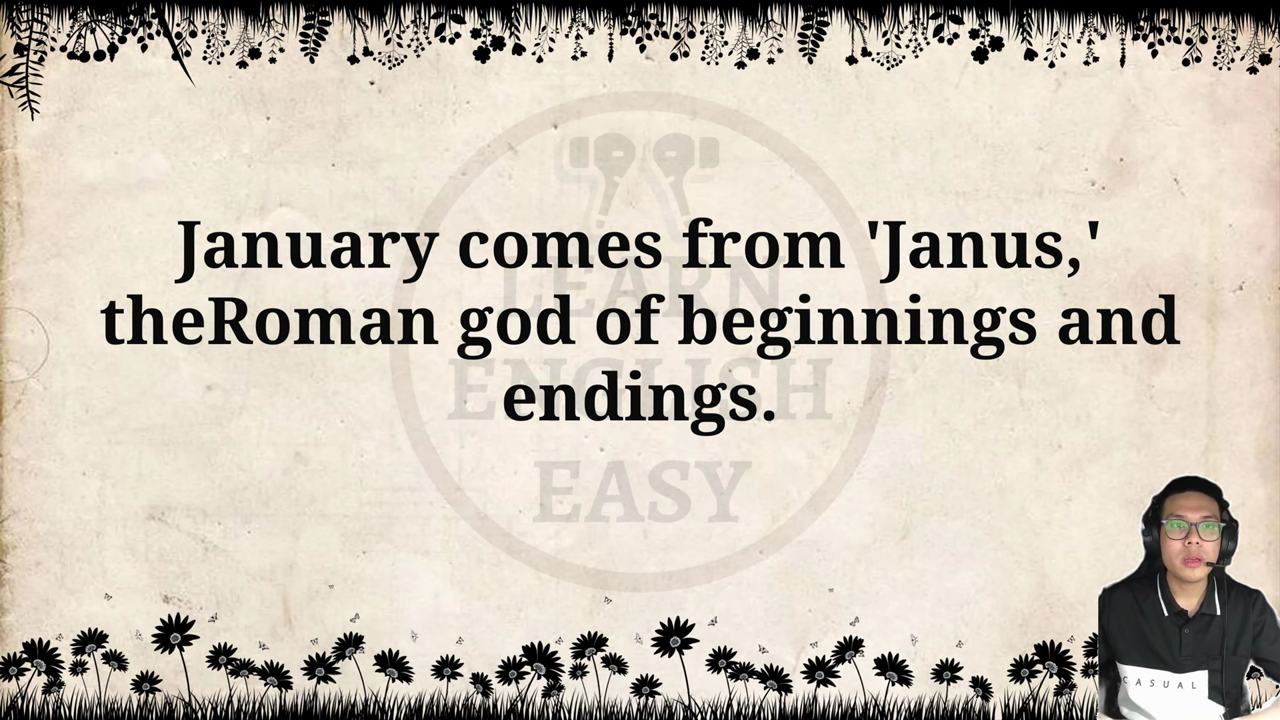 January comes from 'Janus,'
theRoman god of beginnings and
endings.
LEARN
ENGLISH
EASY
CASUAL